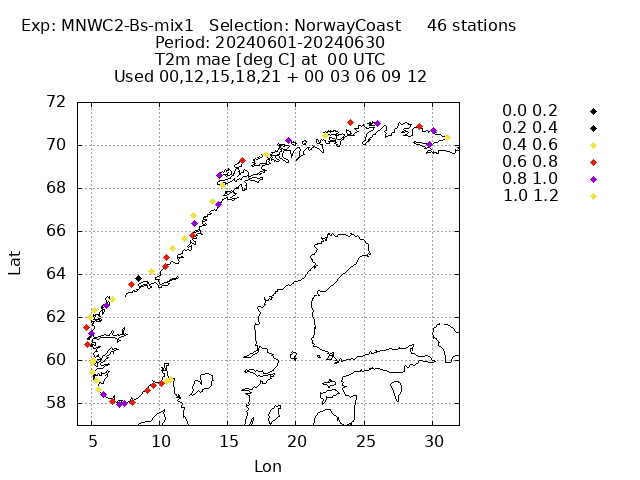 Exp: MNWC2-Bs-mix1   Selection: NorwayCoast     46 stations
Period: 20240601-20240630
T2m mae [deg C] at  00 UTC
Used 00,12,15,18,21 + 00 03 06 09 12
72
70
68
66
64
62
60
58
Lat
5 10 15 20 25 30
Lon
0.0 0.2
0.2 0.4
0.4 0.6
0.6 0.8
0.8 1.0
1.0 1.2